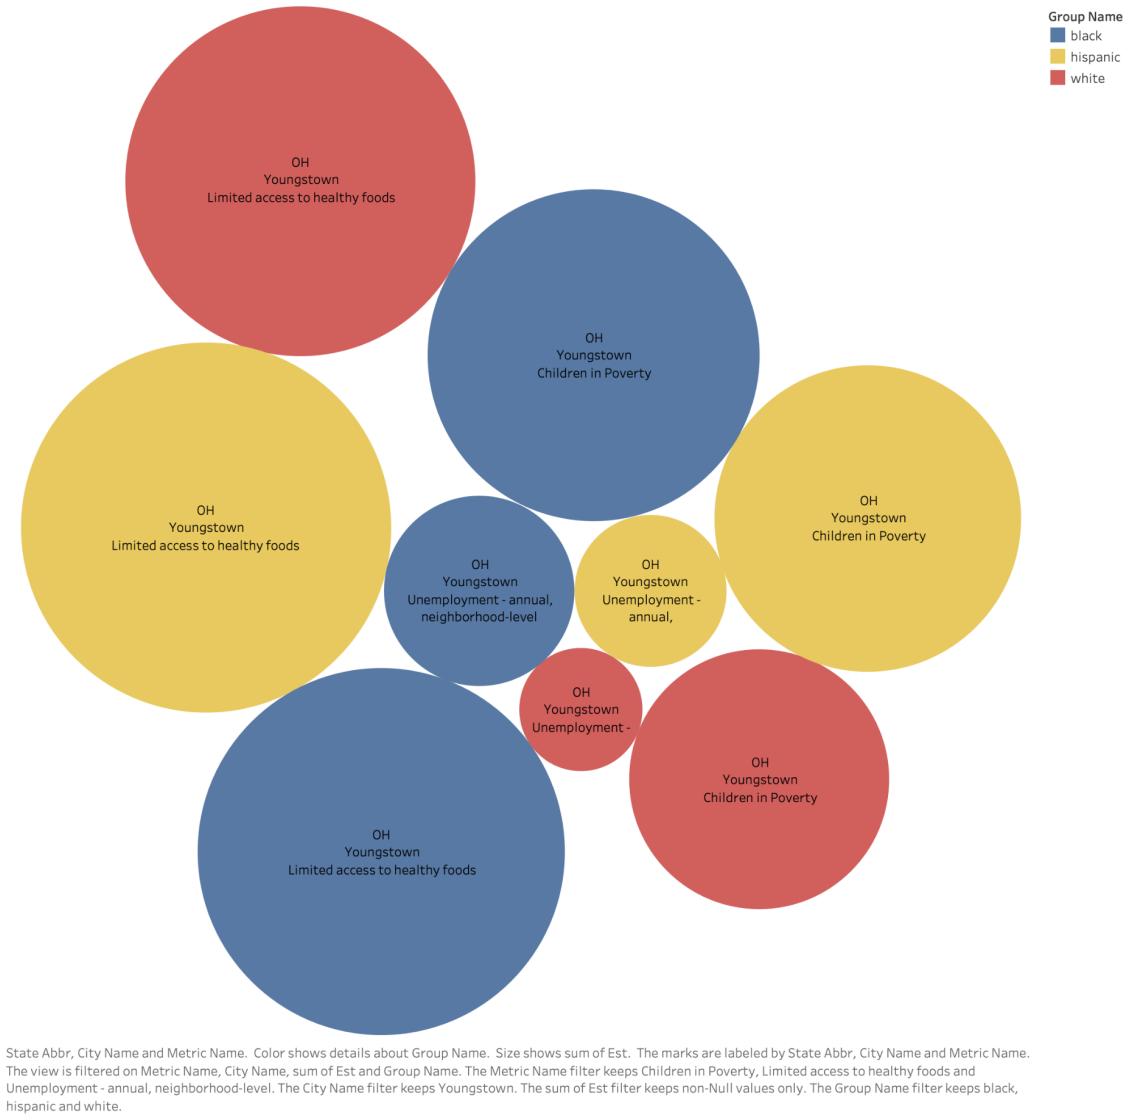 Group Name
black
hispanic
white
OH
Youngstown
Limited access to healthy foods
OH
Youngstown
Children in Poverty
OH
Youngstown
Limited access to healthy foods
OH
Youngstown
Children in Poverty
OH
Youngstown
Unemployment - annual,
neighborhood-level
OH
Youngstown
Unemployment -
annual,
OH
Youngstown
Unemployment -
OH
Youngstown
Children in Poverty
OH
Youngstown
Limited access to healthy foods
State Abbr, City Name and Metric Name.  Color shows details about Group Name.  Size shows sum of Est.  The marks are labeled by State Abbr, City Name and Metric Name.
The view is filtered on Metric Name, City Name, sum of Est and Group Name. The Metric Name filter keeps Children in Poverty, Limited access to healthy foods and
Unemployment - annual, neighborhood-level. The City Name filter keeps Youngstown. The sum of Est filter keeps non-Null values only. The Group Name filter keeps black,
hispanic and white.